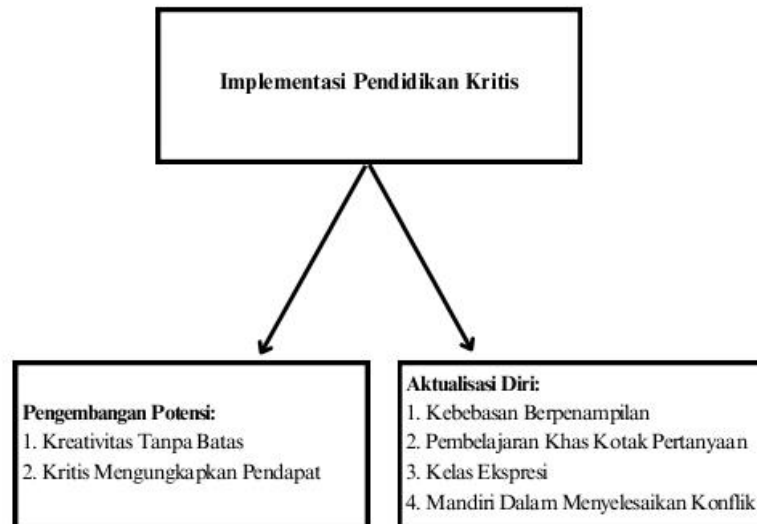 Implementasi Pendidikan Kritis
Pengembangan Potensi:
1. Kreativitas Tanpa Batas
2. Kritis Mengungkapkan Pendapat
Aktualisasi Diri:
1. Kebebasan Berpenampilan
2. Pembelajaran Khas Kotak Pertanyaan
3. Kelas Ekspresi
4. Mandiri Dalam Menyelesaikan Konflik